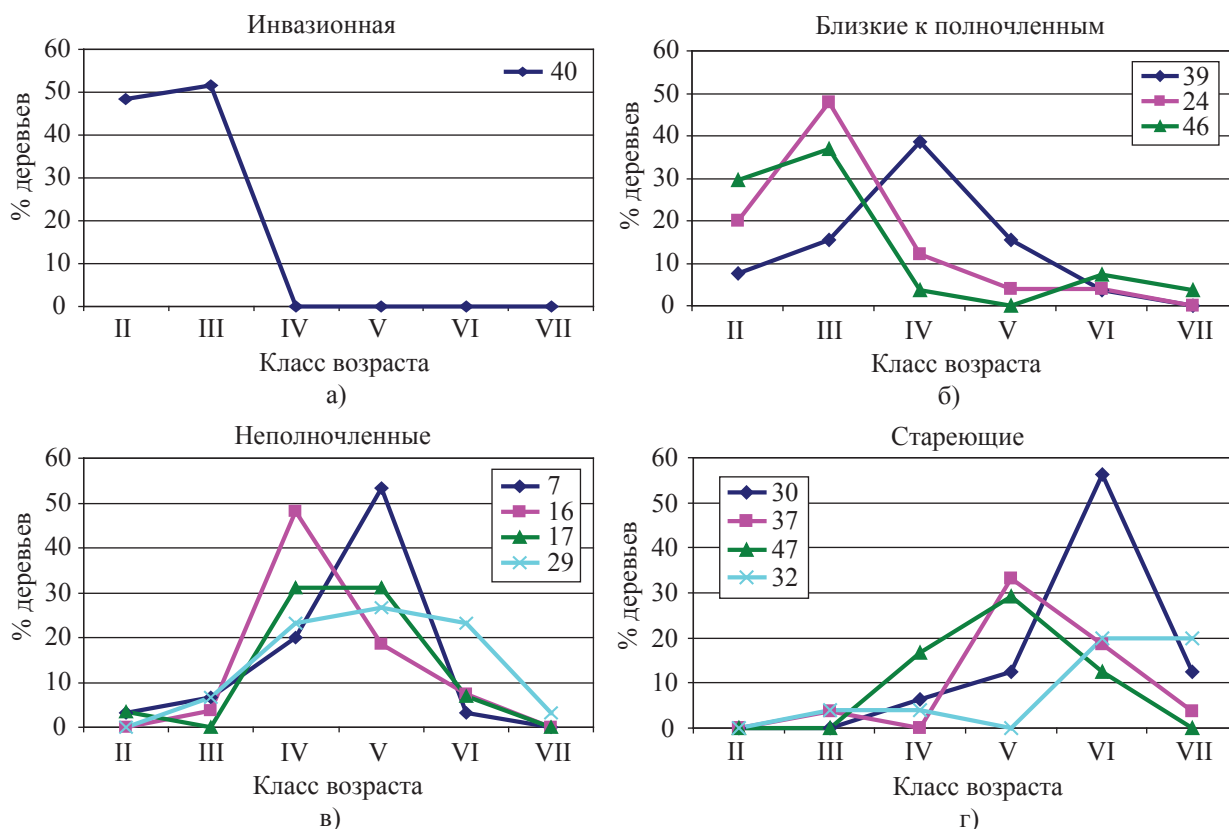 Инвазионная
60
50
40
30
20
10
0
% деревьев
40
II III IV V VI VII
Класс возраста
а)
Близкие к полночленным
60
50
40
30
20
10
0
% деревьев
39
24
46
II III IV V VI VII
Класс возраста
б)
Неполночленные
60
50
40
30
20
10
0
% деревьев
7
16
17
29
II III IV V VI VII
Класс возраста
в)
Стареющие
60
50
40
30
20
10
0
% деревьев
30
37
47
32
II III IV V VI VII
Класс возраста
г)